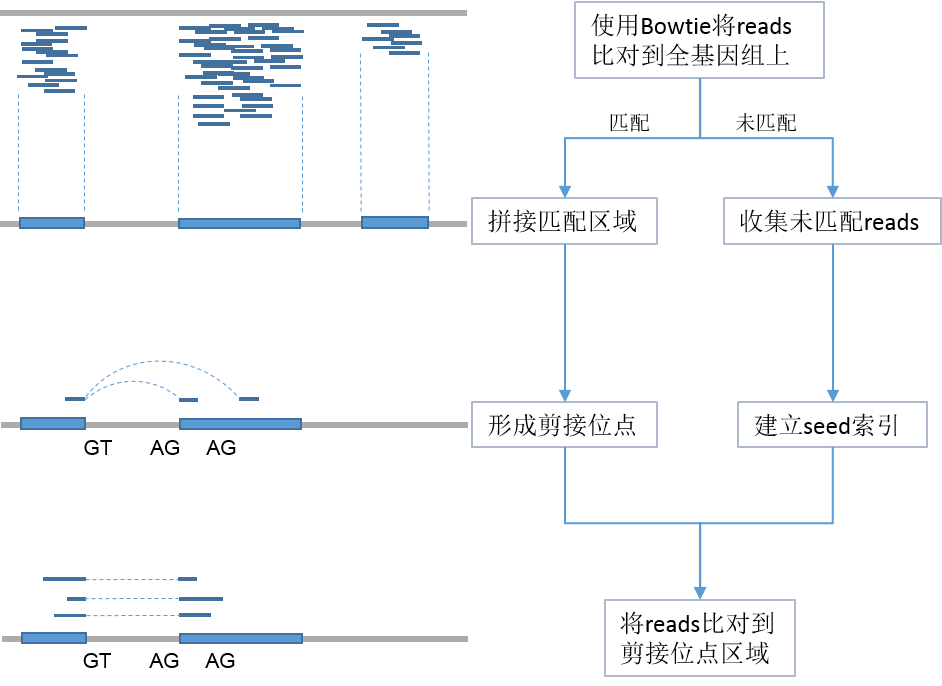 使用Bowtie将reads
比对到全基因组上
匹配
未匹配
拼接匹配区域
收集未匹配reads
形成剪接位点
建立seed索引
GT
AG
AG
将reads比对到
剪接位点区域
GT
AG
AG